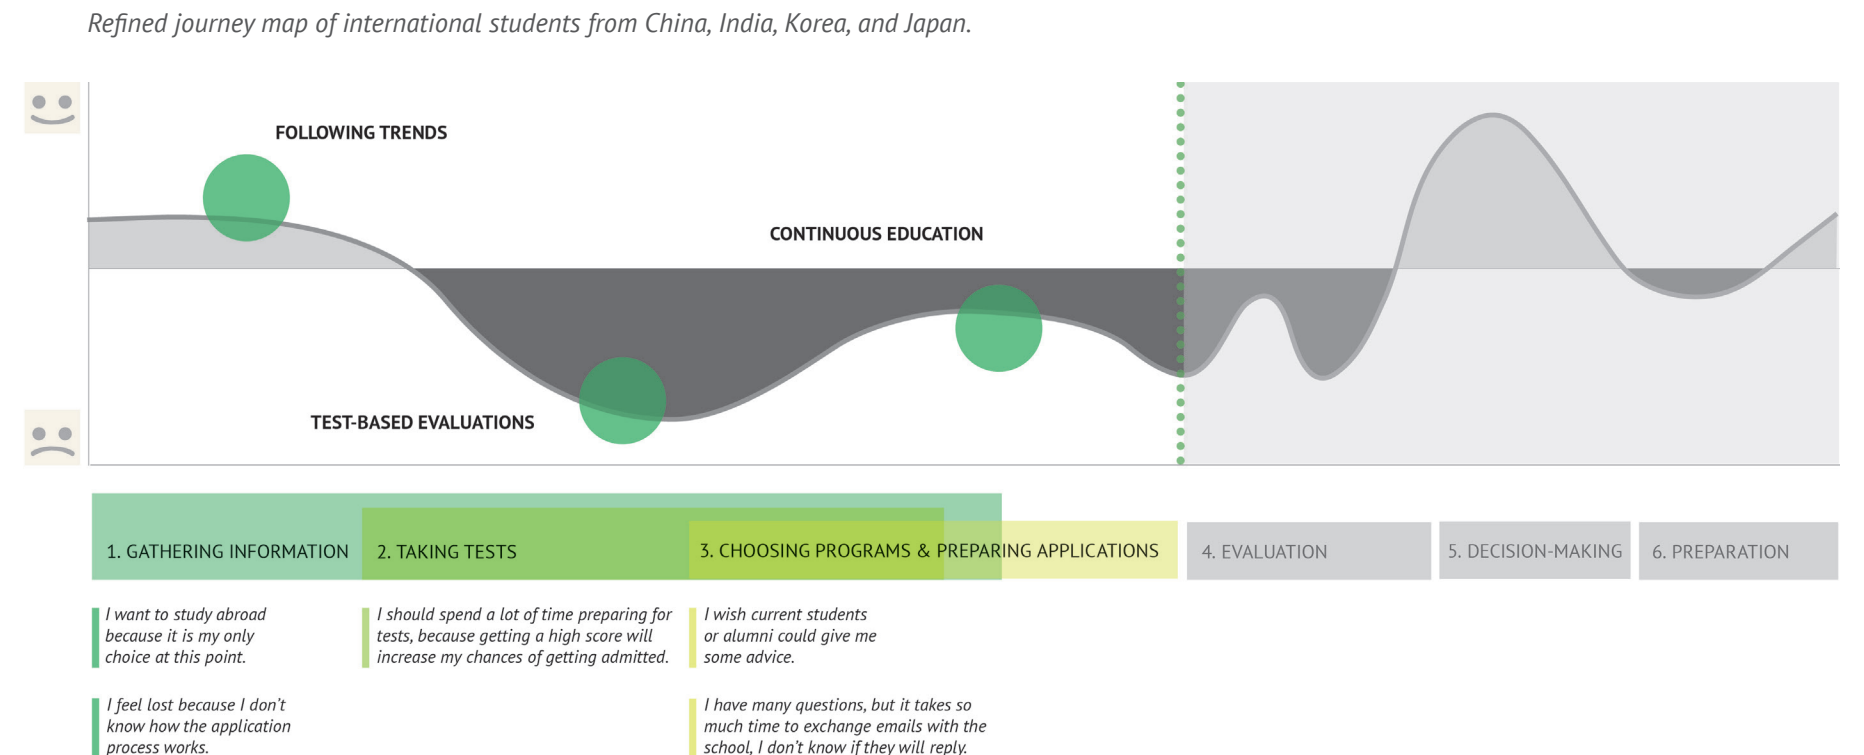 Refined journey map of international students from China, India, Korea, and Japan.
FOLLOWING TRENDS
CONTINUOUS EDUCATION
TEST-BASED EVALUATIONS
1. GATHERING INFORMATION
2. TAKING TESTS
3. CHOOSING PROGRAMS & PREPARING APPLICATIONS
4. EVALUATION
5. DECISION-MAKING
6. PREPARATION
I want to study abroad
because it is my only
choice at this point.
I feel lost because I don't
know how the application
process works.
I should spend a lot of time preparing for
tests, because getting a high score will
increase my chances of getting admitted.
I wish current students
or alumni could give me
some advice.
I have many questions, but it takes so
much time to exchange emails with the
school, I don't know if they will reply.